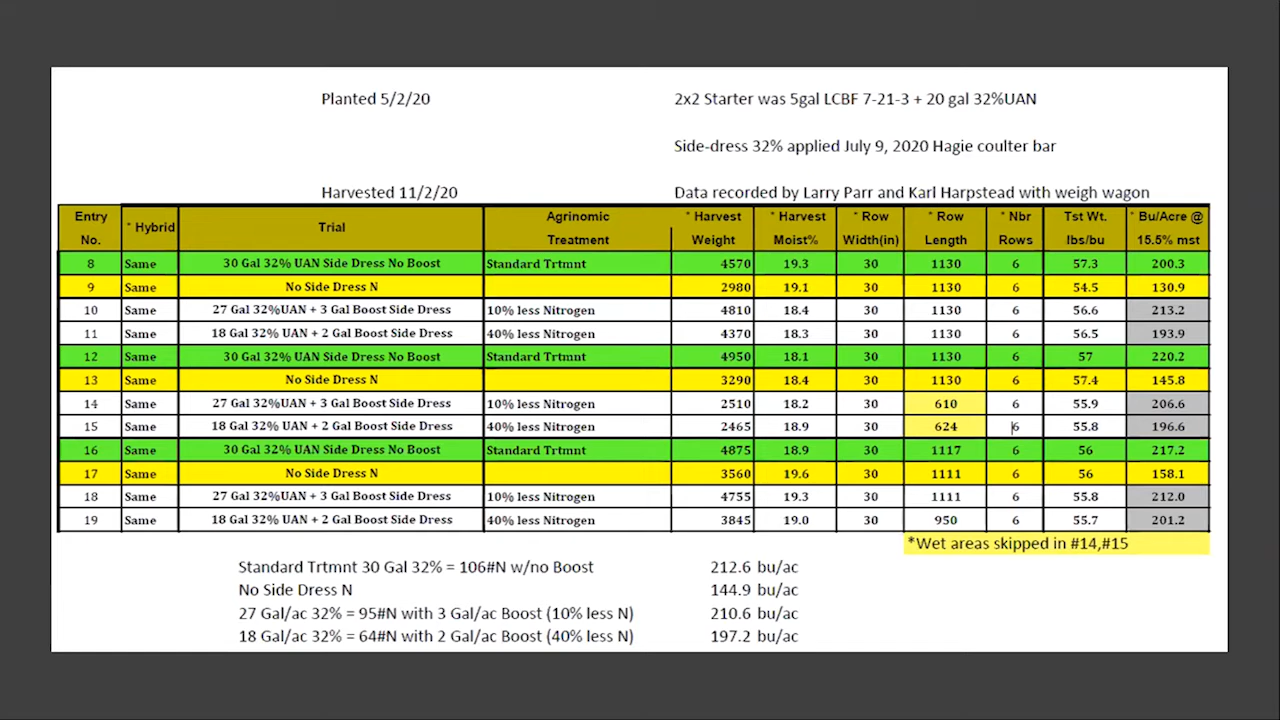 Planted 5/2/20 2x2 Starter was 5gal LCBF 7-21-3 + 20 gal 32%UAN
Side-dress 32% applied July 9, 2020 Hagie coulter bar
Harvested 11/2/20 Data recorded by Larry Parr and Karl Harpstead with weigh wagon
Entry No. * Hybrid Trial Agrinomic Treatment * Harvest Weight * Harvest Moist% * Row Width(in) * Row Length * Nbr Rows Tst Wt. lbs/bu * Bu/Acre @ 15.5% mst
8 Same 30 Gal 32% UAN Side Dress No Boost Standard Trtmnt 4570 19.3 30 1130 6 57.3 200.3
9 Same No Side Dress N 2980 19.1 30 1130 6 54.5 130.9
10 Same 27 Gal 32%UAN + 3 Gal Boost Side Dress 10% less Nitrogen 4810 18.4 30 1130 6 56.6 213.2
11 Same 18 Gal 32% UAN + 2 Gal Boost Side Dress 40% less Nitrogen 4370 18.3 30 1130 6 56.5 193.9
12 Same 30 Gal 32% UAN Side Dress No Boost Standard Trtmnt 4950 18.1 30 1130 6 57 220.2
13 Same No Side Dress N 3290 18.4 30 1130 6 57.4 145.8
14 Same 27 Gal 32%UAN + 3 Gal Boost Side Dress 10% less Nitrogen 2510 18.2 30 610 6 55.9 206.6
15 Same 18 Gal 32% UAN + 2 Gal Boost Side Dress 40% less Nitrogen 2465 18.9 30 624 6 55.8 196.6
16 Same 30 Gal 32% UAN Side Dress No Boost Standard Trtmnt 4875 18.9 30 1117 6 56 217.2
17 Same No Side Dress N 3560 19.6 30 1111 6 56 158.1
18 Same 27 Gal 32%UAN + 3 Gal Boost Side Dress 10% less Nitrogen 4755 19.3 30 1111 6 55.8 212.0
19 Same 18 Gal 32% UAN + 2 Gal Boost Side Dress 40% less Nitrogen 3845 19.0 30 950 6 55.7 201.2
*Wet areas skipped in #14,#15
Standard Trtmnt 30 Gal 32% = 106#N w/no Boost 212.6 bu/ac
No Side Dress N 144.9 bu/ac
27 Gal/ac 32% = 95#N with 3 Gal/ac Boost (10% less N) 210.6 bu/ac
18 Gal/ac 32% = 64#N with 2 Gal/ac Boost (40% less N) 197.2 bu/ac